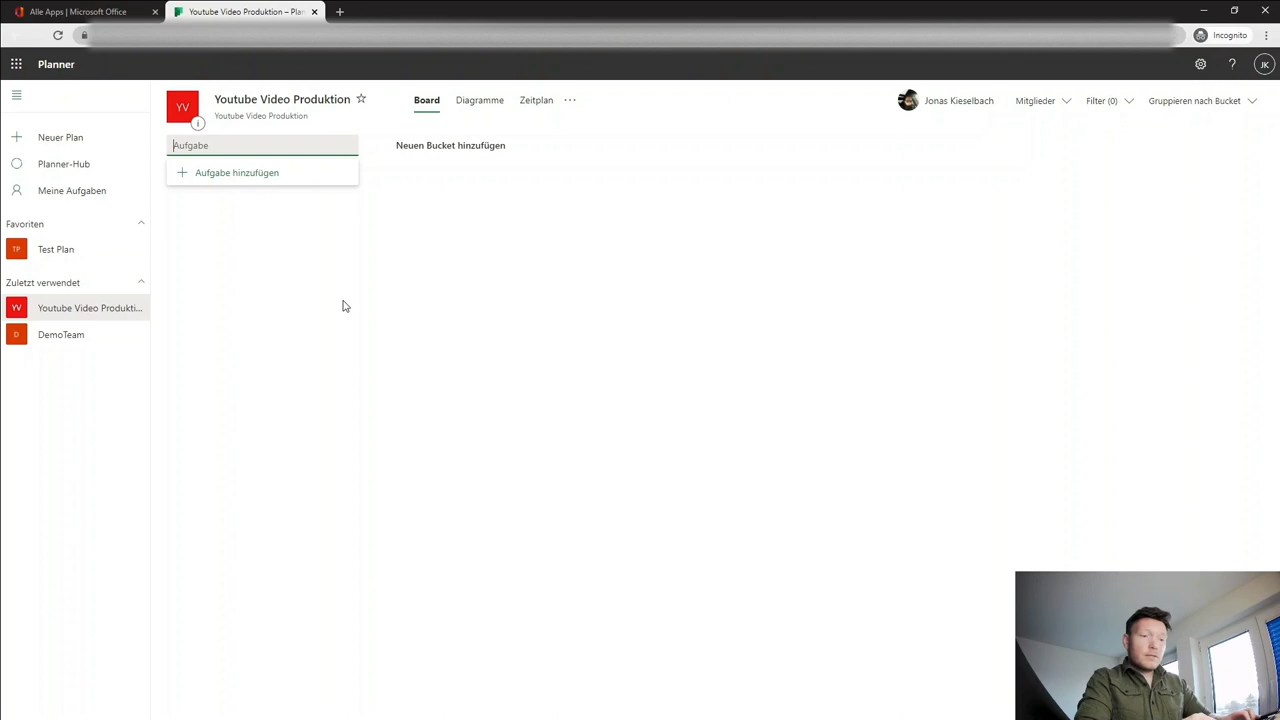 Alle Apps | Microsoft Office
Youtube Video Produktion – Plan
Incognito
Planner
JK
YV
Youtube Video Produktion
Youtube Video Produktion
Board
Diagramme
Zeitplan
Jonas Kieselbach
Mitglieder
Filter (0)
Gruppieren nach Bucket
Neuer Plan
Planner-Hub
Meine Aufgaben
Favoriten
TP
Test Plan
Zuletzt verwendet
YV
Youtube Video Produkti...
D
DemoTeam
Aufgabe
Aufgabe hinzufügen
Neuen Bucket hinzufügen